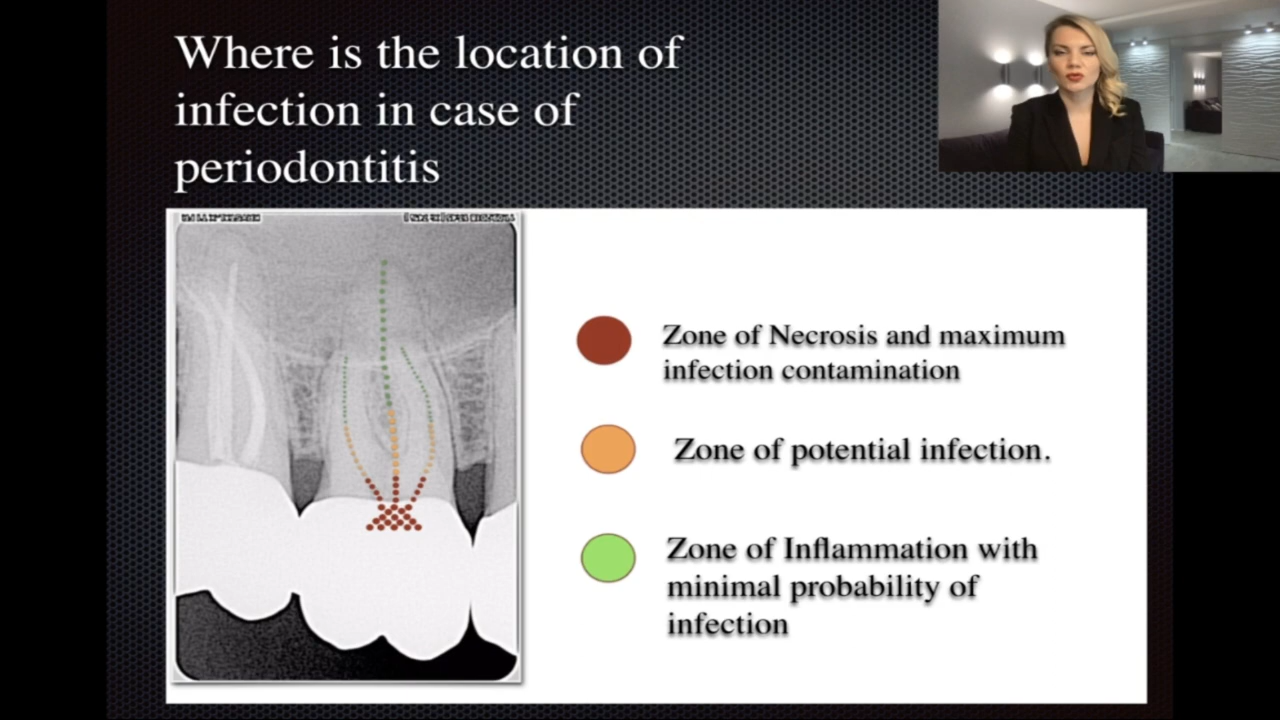 Where is the location of
infection in case of
periodontitis
Zone of Necrosis and maximum
infection contamination
Zone of potential infection.
Zone of Inflammation with
minimal probability of
infection